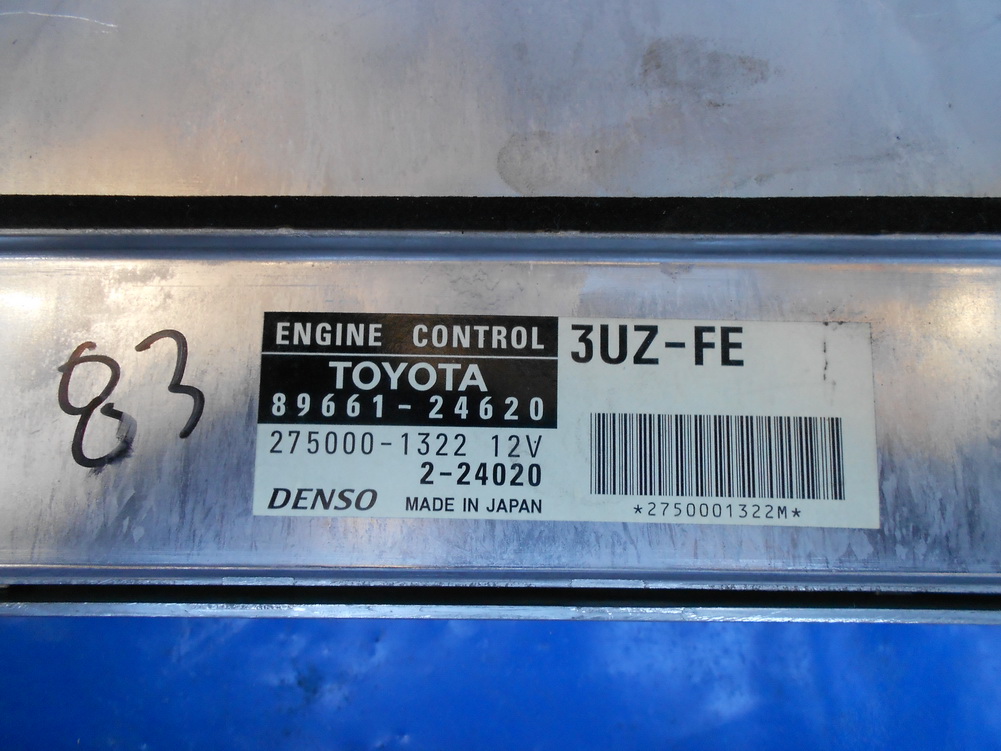 83
ENGINE CONTROL
TOYOTA
89661-24620
275000-1322 12V
2-24020
DENSO MADE IN JAPAN
3UZ-FE
*2750001322M*